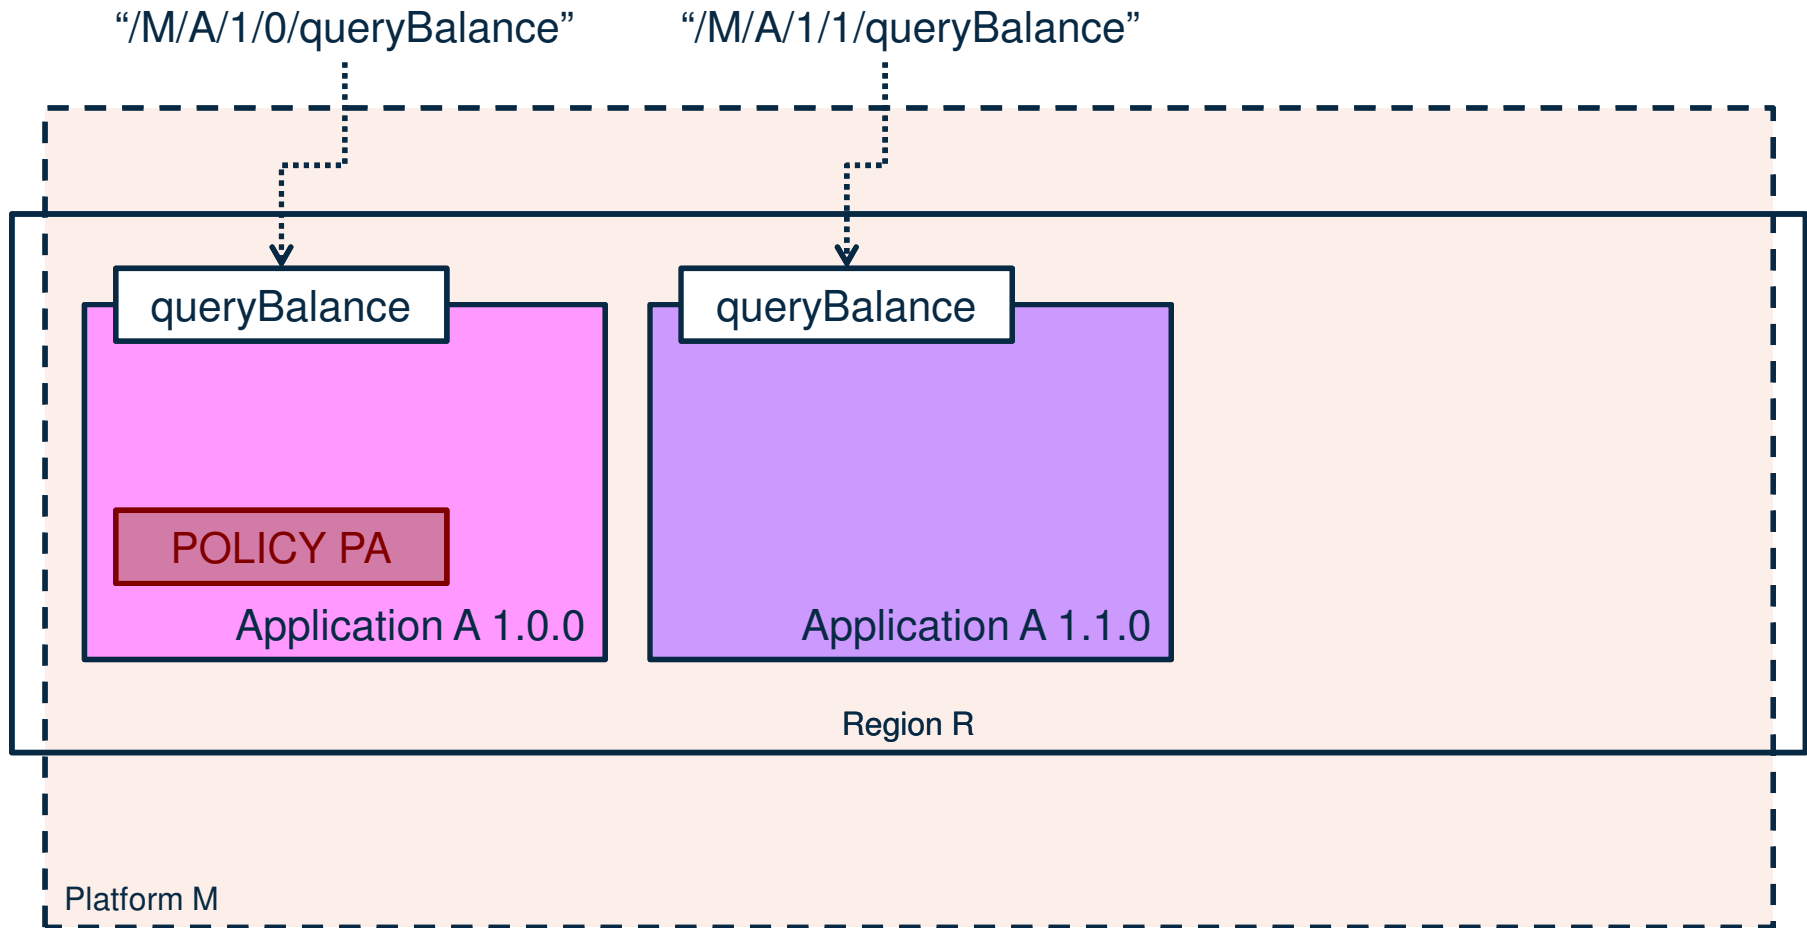 “/M/A/1/0/queryBalance”
“/M/A/1/1/queryBalance”
queryBalance
queryBalance
POLICY PA
Application A 1.0.0
Application A 1.1.0
Region R
Platform M